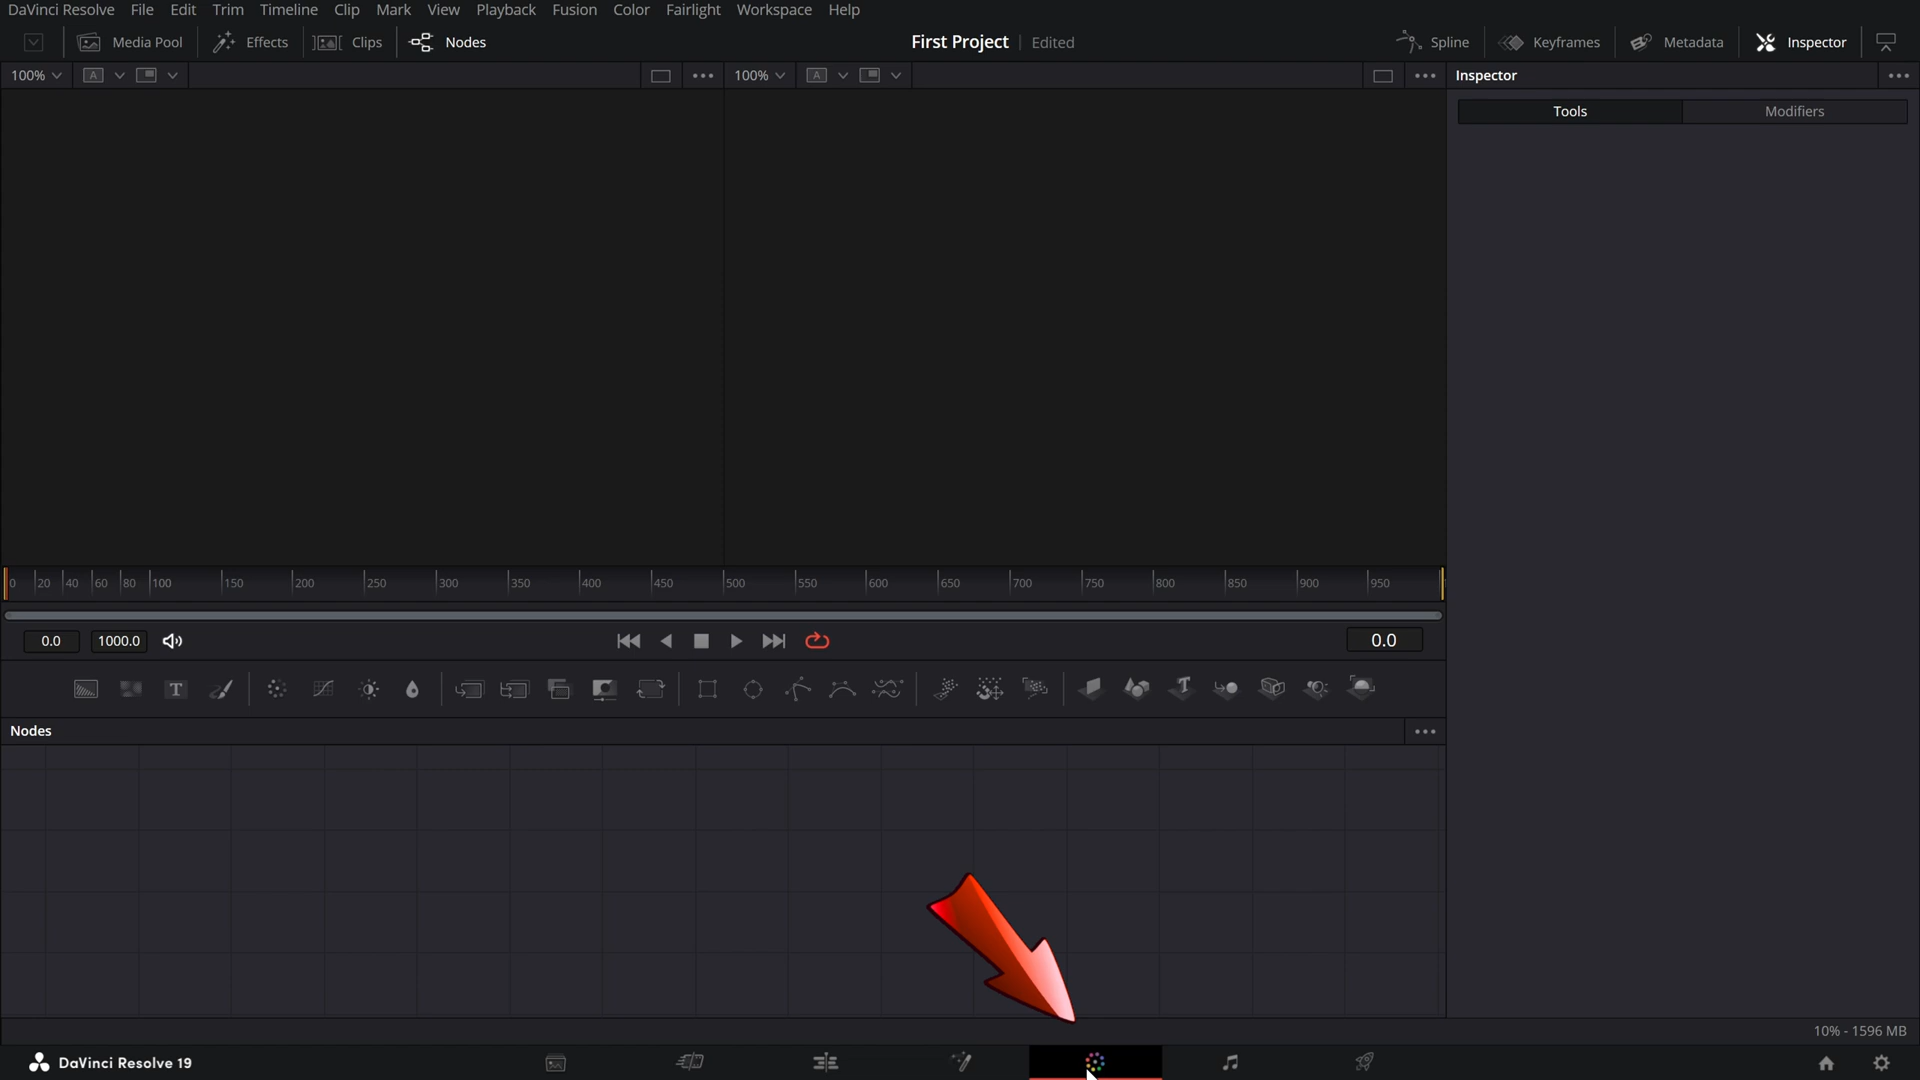 DaVinci Resolve File Edit Trim Timeline Clip Mark View Playback Fusion Color Fairlight Workspace Help
Media Pool Effects Clips Nodes First Project Edited Spline Keyframes Metadata Inspector
100% A 100% A Inspector
Tools Modifiers
0 20 40 60 80 100 150 200 250 300 350 400 450 500 550 600 650 700 750 800 850 900 950
0.0 1000.0 0.0
T T
Nodes
10% - 1596 MB
DaVinci Resolve 19